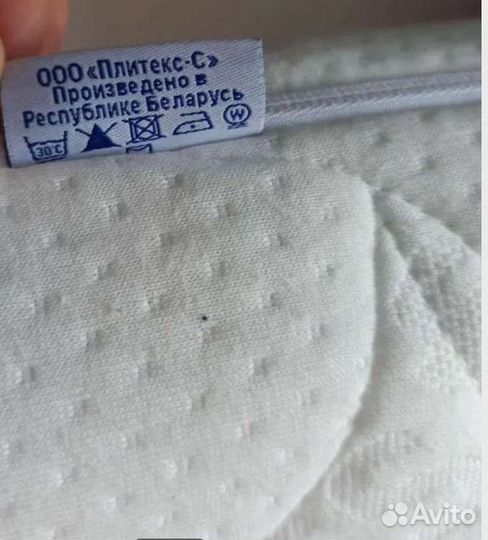 ООО «Плитекс-С»
Произведено в
Республике Беларусь
30°C
W
Avito